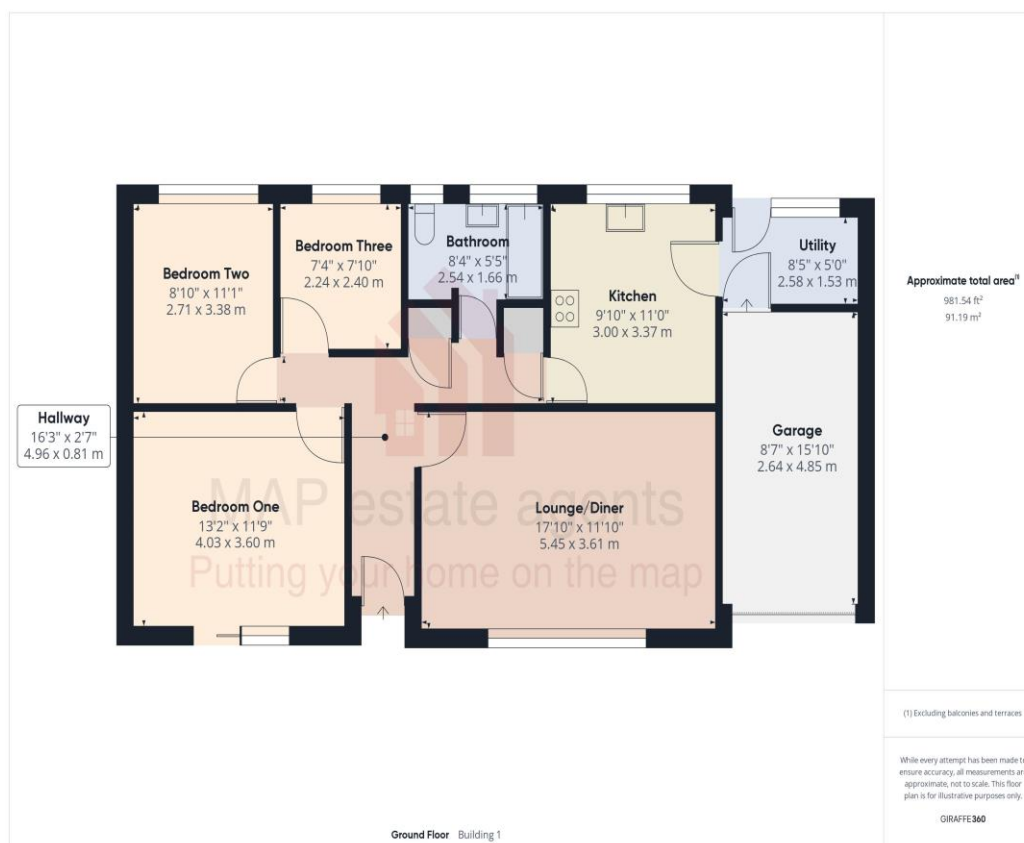 Bedroom Two
8'10" x 11'1"
2.71 x 3.38 m
Bedroom Three
7'4" x 7'10"
2.24 x 2.40 m
Bathroom
8'4" x 5'5"
2.54 x 1.66 m
Kitchen
9'10" x 11'0"
3.00 x 3.37 m
Utility
8'5" x 5'0"
2.58 x 1.53 m
Hallway
16'3" x 2'7"
4.96 x 0.81 m
Bedroom One
13'2" x 11'9"
4.03 x 3.60 m
Lounge/Diner
17'10" x 11'10"
5.45 x 3.61 m
Garage
8'7" x 15'10"
2.64 x 4.85 m
MAP estate agents
Putting your home on the map
Approximate total area(1)
981.54 ft²
91.19 m²
(1) Excluding balconies and terraces
While every attempt has been made to
ensure accuracy, all measurements are
approximate, not to scale. This floor
plan is for illustrative purposes only.
GIRAFFE360
Ground Floor Building 1